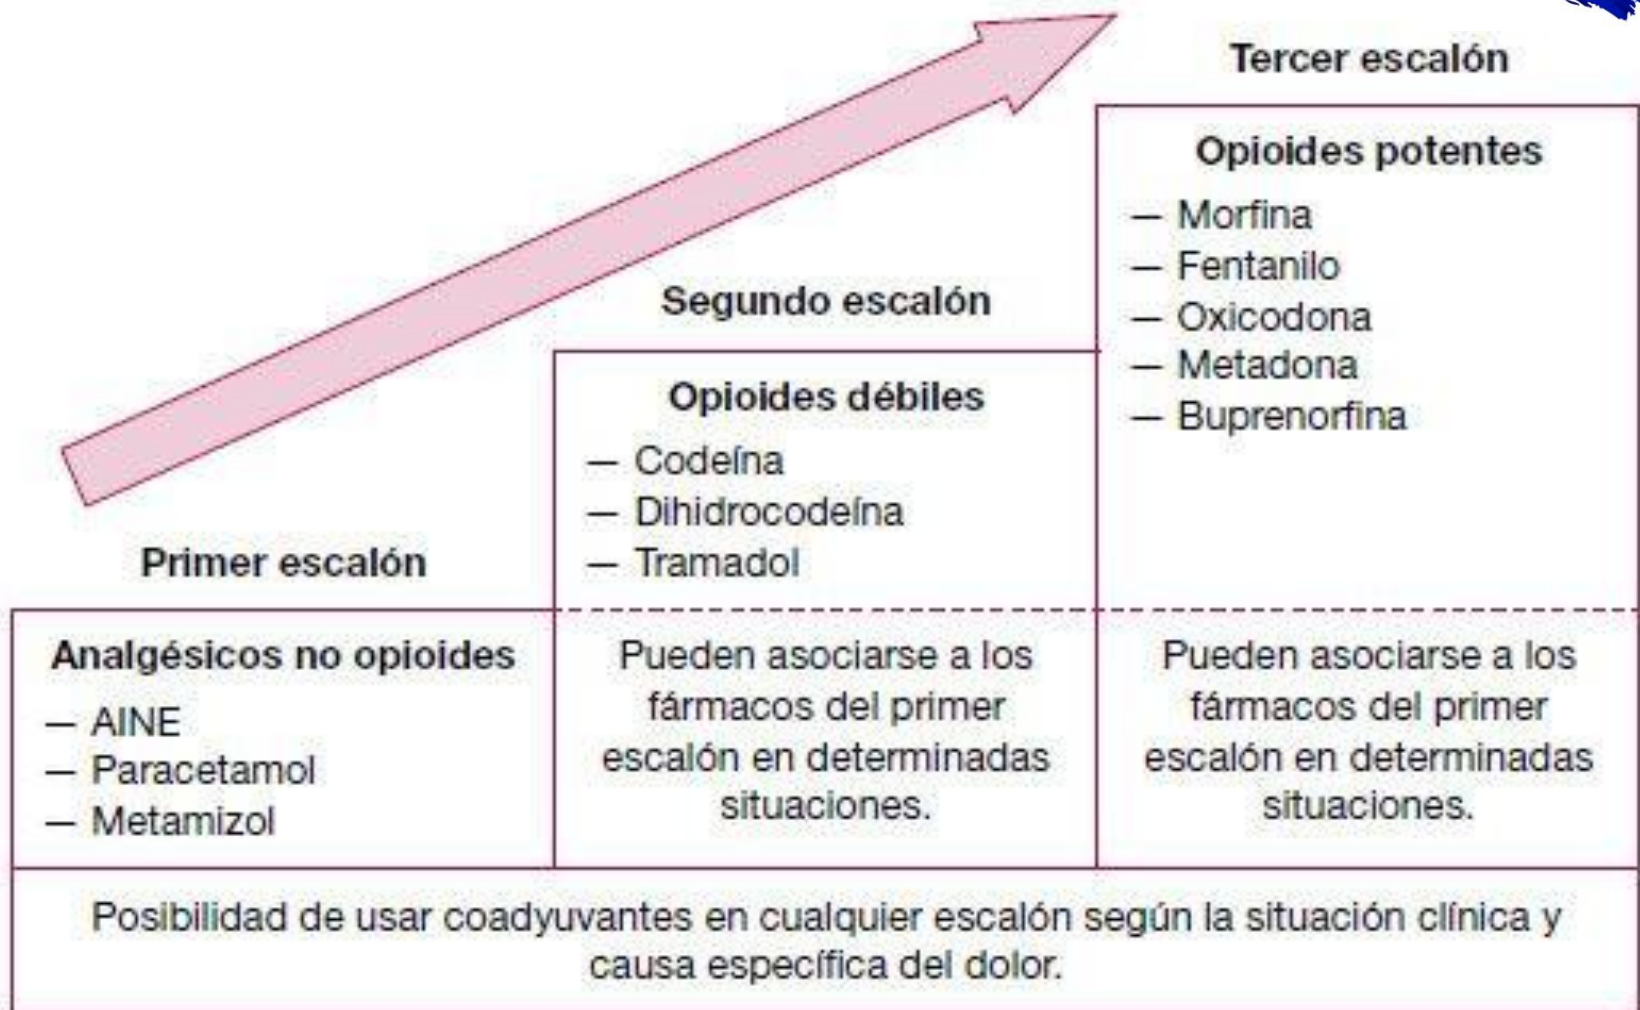 Primer escalón
Analgésicos no opioides
— AINE
— Paracetamol
— Metamizol
Segundo escalón
Opioides débiles
— Codeína
— Dihidrocodeína
— Tramadol
Pueden asociarse a los
fármacos del primer
escalón en determinadas
situaciones.
Tercer escalón
Opioides potentes
— Morfina
— Fentanilo
— Oxicodona
— Metadona
— Buprenorfina
Pueden asociarse a los
fármacos del primer
escalón en determinadas
situaciones.
Posibilidad de usar coadyuvantes en cualquier escalón según la situación clínica y
causa específica del dolor.